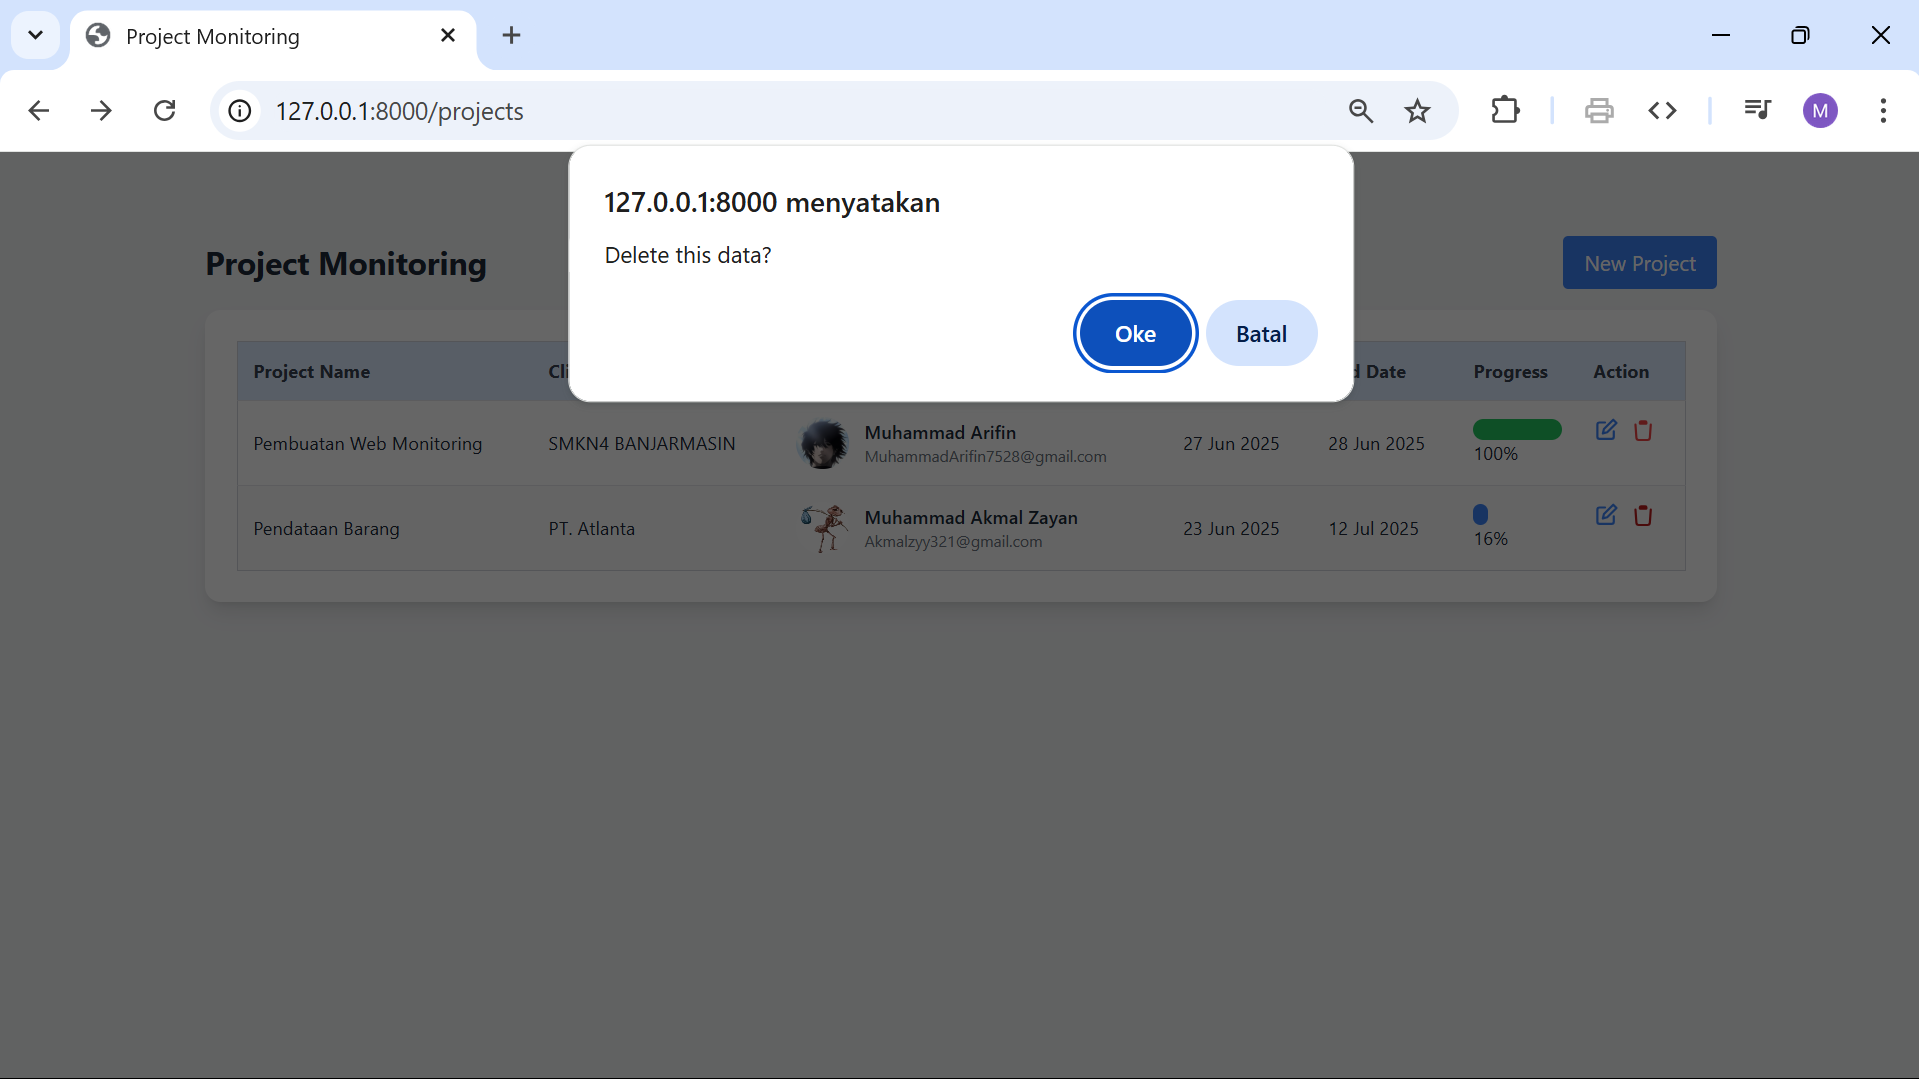 Project Monitoring
127.0.0.1:8000/projects
M
127.0.0.1:8000 menyatakan
Delete this data?
Oke
Batal
Project Monitoring
New Project
Project Name
Cli
d Date
Progress
Action
Pembuatan Web Monitoring
SMKN4 BANJARMASIN
Muhammad Arifin
MuhammadArifin7528@gmail.com
27 Jun 2025
28 Jun 2025
100%
Pendataan Barang
PT. Atlanta
Muhammad Akmal Zayan
Akmalzyy321@gmail.com
23 Jun 2025
12 Jul 2025
16%